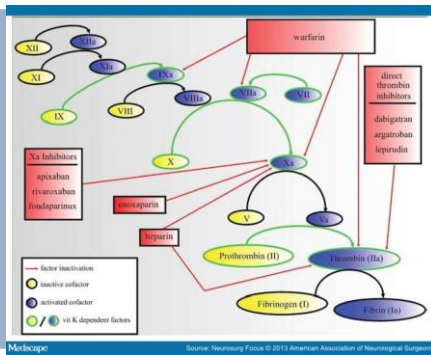 warfarin
XII
XIIa
XI
XIa
IXa
VIIa
VII
IX
VIII
VIIIa
direct
thrombin
inhibitors
dabigatran
argatroban
lepirudin
X
Xa
Xa Inhibitors
apixaban
rivaroxaban
fondaparinux
enoxaparin
V
Va
heparin
Prothrombin (II)
Thrombin (IIa)
factor inactivation
inactive cofactor
activated cofactor
/ vit K dependent factors
Fibrinogen (I)
Fibrin (Ia)
Medscape
Source: Neurosurg Focus © 2013 American Association of Neurological Surgeons